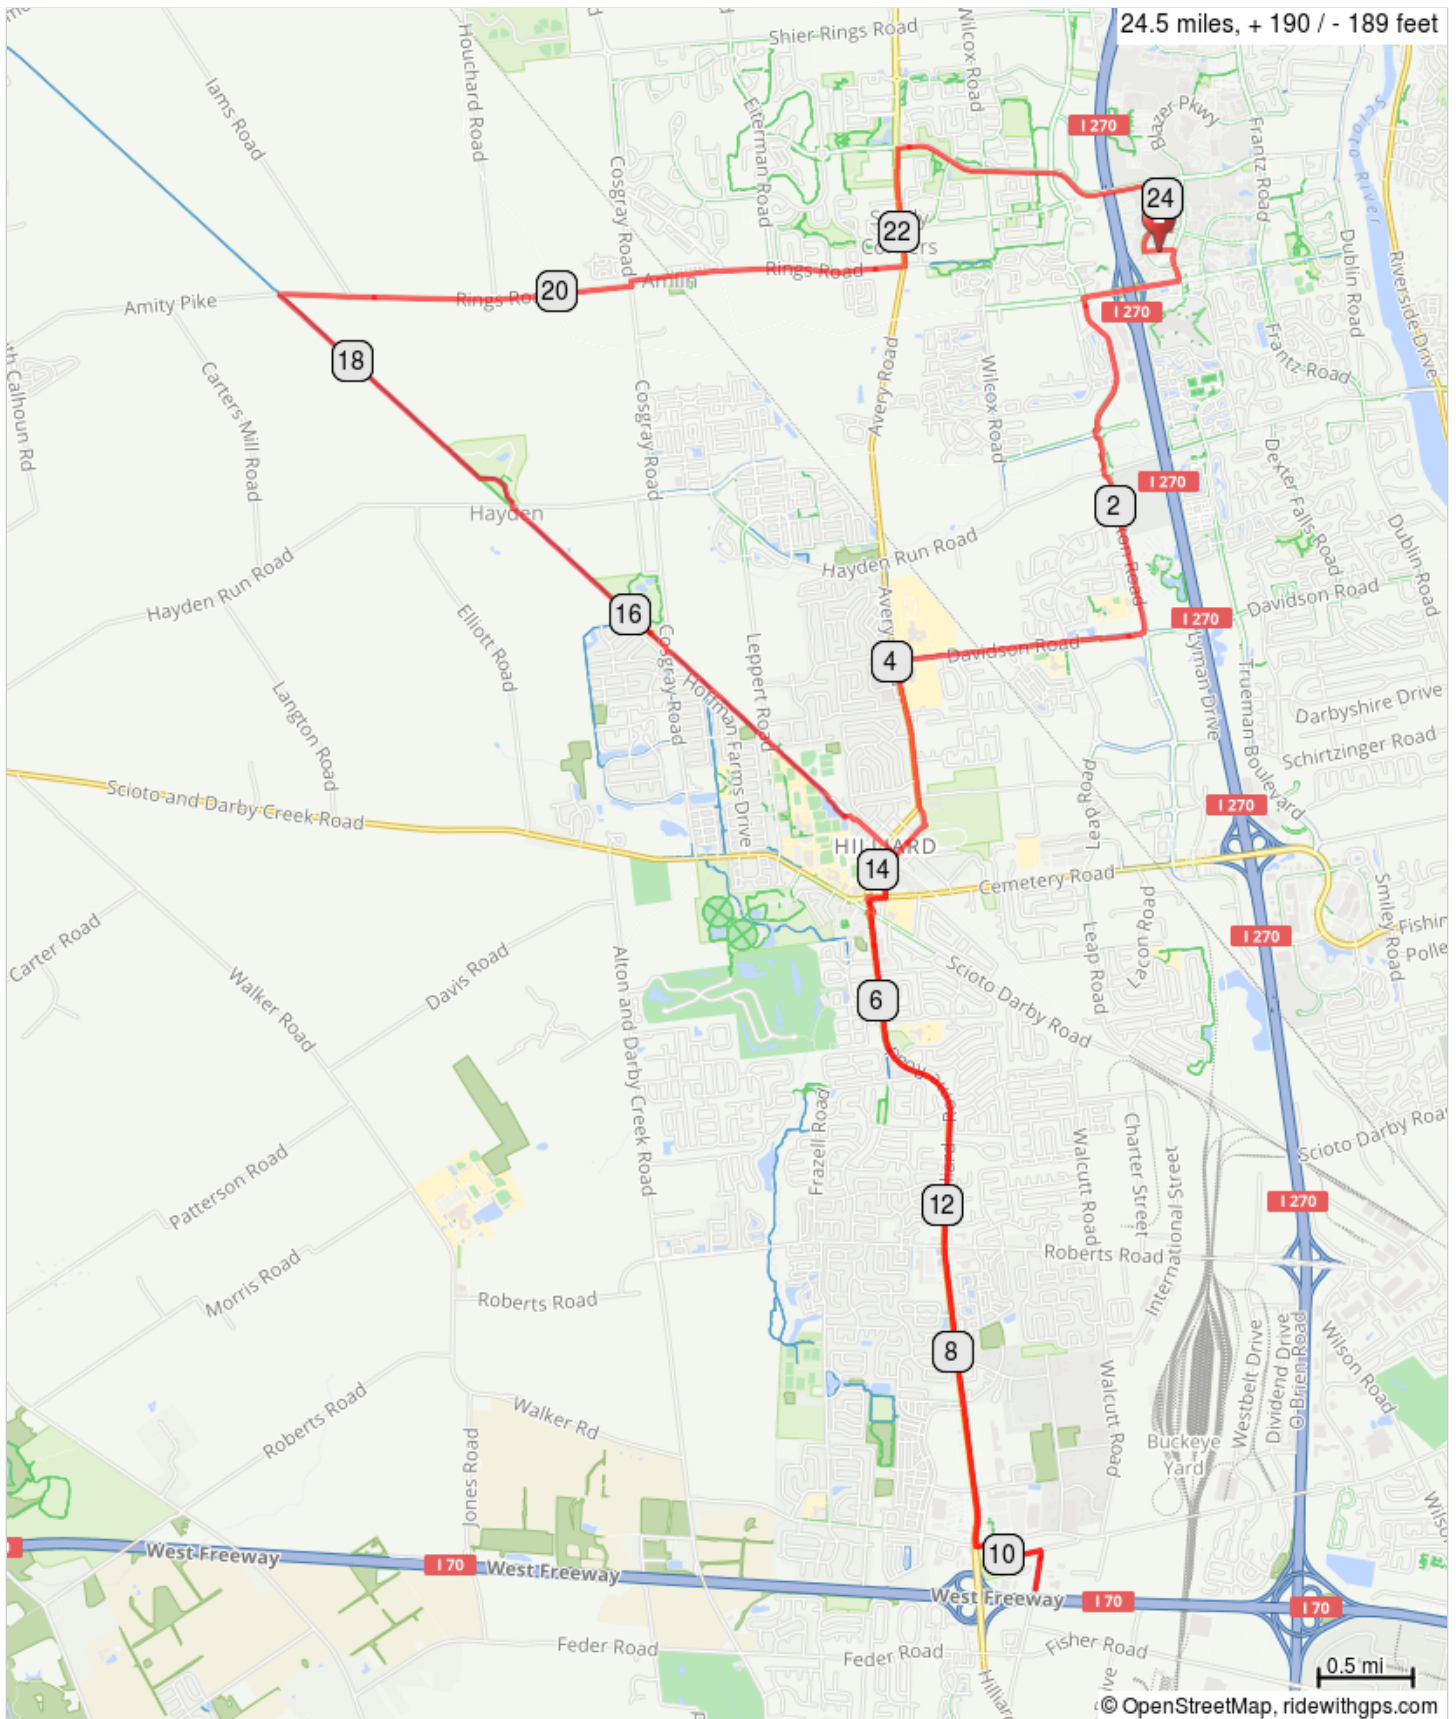 24.5 miles, + 190 / - 189 feet
Shier Rings Road
Wilcox Road
Houchard Road
Iams Road
Eiterman Road
Blazer Pkwy
I 270
Frantz Road
Scioto River
Cosgray Road
24
22
Dublin Road
Riverside Drive
Amlin
Rings Road
20
Amity Pike
I 270
18
Frantz Road
Avery Road
Wilcox Road
Carters Mill Road
Cosgray Road
I 270
2
Dexter Falls Road
Hayden
Dublin Road
Hayden Run Road
Hayden Run Road
Avery
Davidson Road
I 270
16
Elliott Road
Cosgray Road
Leppert Road
4
Davidson Road
Lyman Drive
Trueman Boulevard
Hoffman Farms Drive
Langton Road
Darbyshire Drive
Schirtzinger Road
Leap Road
Scioto and Darby Creek Road
I 270
14
Cemetery Road
Smiley Road
Carter Road
Walker Road
Davis Road
Alton and Darby Creek Road
Leap Road
Lacon Road
I 270
6
Scioto Darby Road
Frazell Road
Walcutt Road
Charter Street
International Street
Scioto Darby Road
Patterson Road
12
I 270
Roberts Road
Morris Road
Roberts Road
8
Wilson Road
Westbelt Drive
Dividend Drive
O'Brien Road
Roberts Road
Walker Rd
Walcutt Road
Buckeye
Yard
Jones Road
10
West Freeway
I 70
West Freeway
West Freeway
I 70
I 70
Feder Road
Feder Road
Fisher Road
0.5 mi
© OpenStreetMap, ridewithgps.com